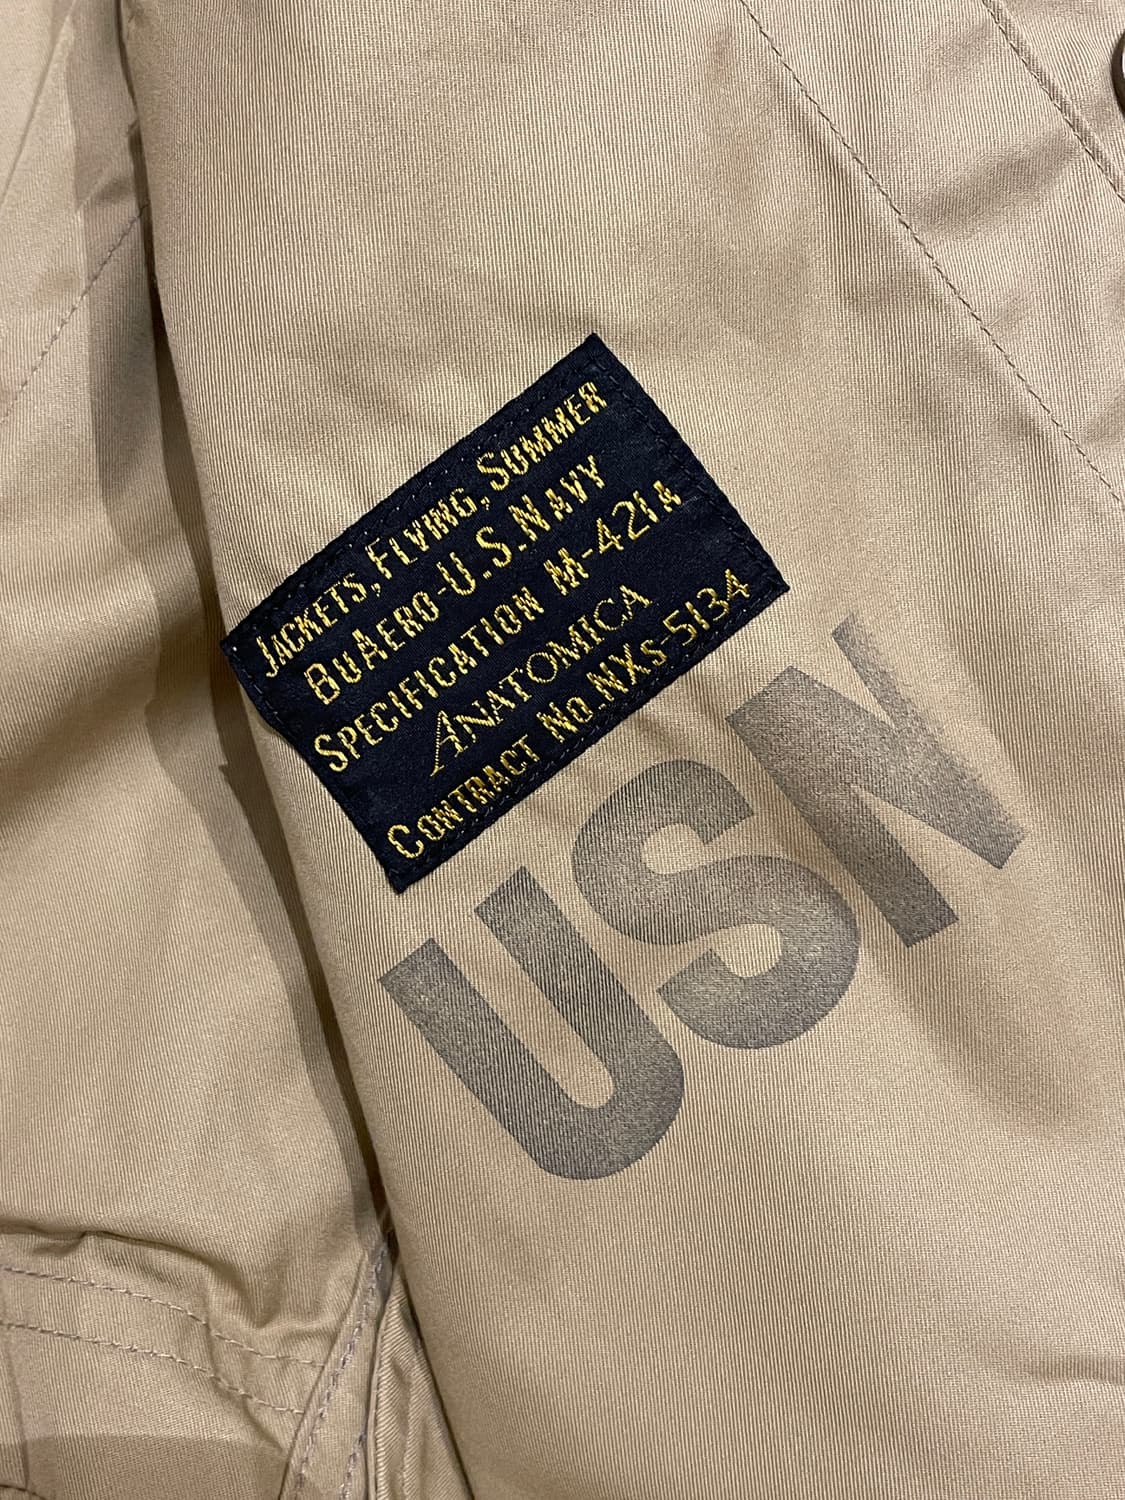 JACKETS, FLYING, SUMMER
BUAERO-U.S. NAVY
SPECIFICATION M-421A
ANATOMICA
CONTRACT NO. NXS-5134
USN